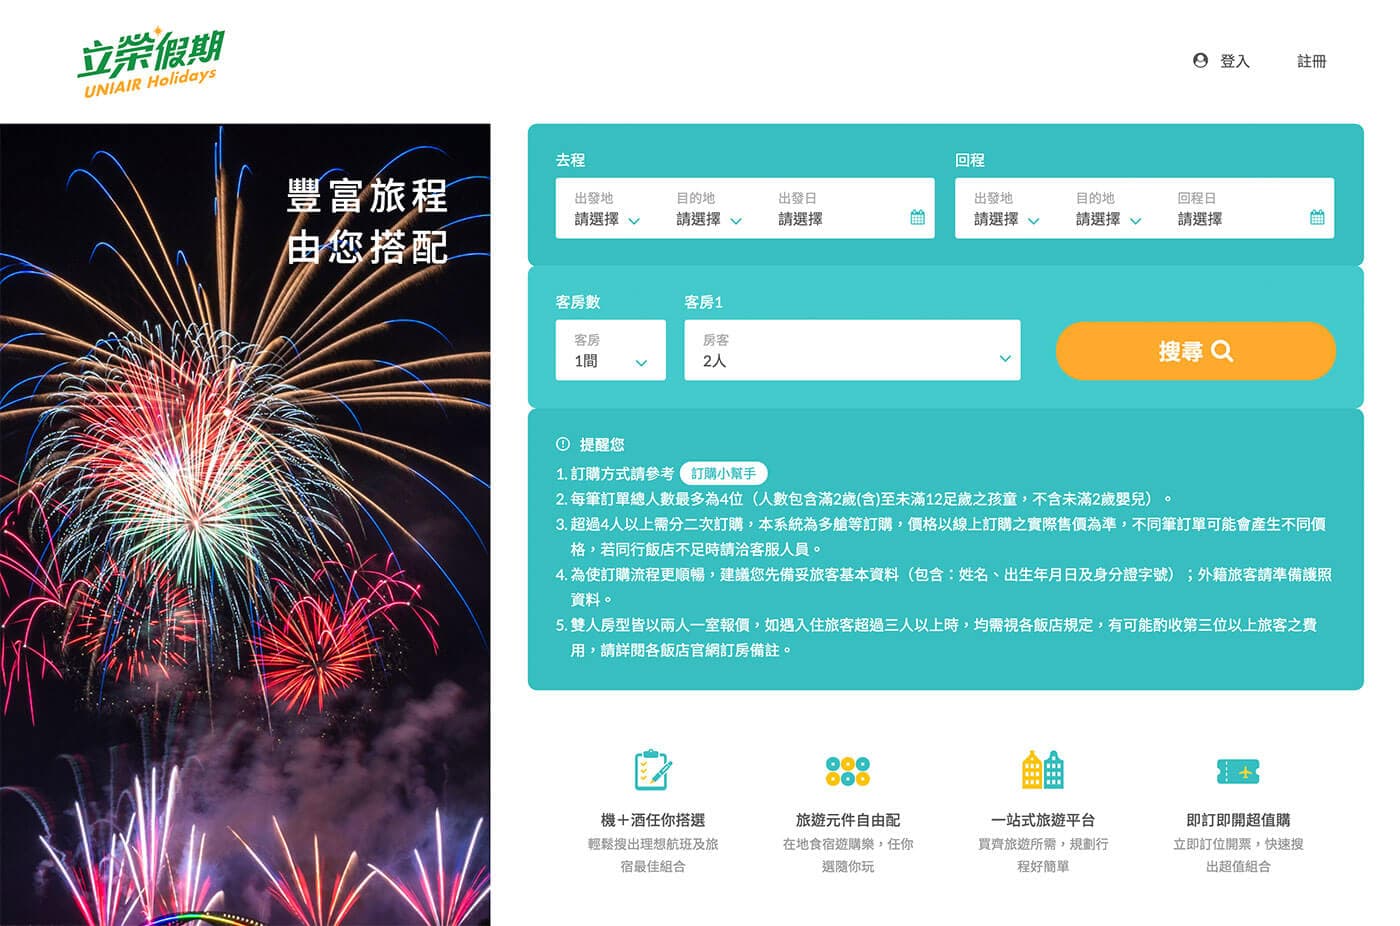 立榮假期
UNIAIR Holidays
登入 註冊
豐富旅程
由您搭配
去程
出發地 目的地 出發日
請選擇 請選擇 請選擇
回程
出發地 目的地 回程日
請選擇 請選擇 請選擇
客房數 客房1
客房 房客
1間 2人
搜尋
提醒您
1. 訂購方式請參考 訂購小幫手
2. 每筆訂單總人數最多為4位（人數包含滿2歲(含)至未滿12足歲之孩童，不含未滿2歲嬰兒）。
3. 超過4人以上需分二次訂購，本系統為多艙等訂購，價格以線上訂購之實際售價為準，不同筆訂單可能會產生不同價
格，若同行飯店不足時請洽客服人員。
4. 為使訂購流程更順暢，建議您先備妥旅客基本資料（包含：姓名、出生年月日及身分證字號）；外籍旅客請準備護照
資料。
5. 雙人房型皆以兩人一室報價，如遇入住旅客超過三人以上時，均需視各飯店規定，有可能酌收第三位以上旅客之費
用，請詳閱各飯店官網訂房備註。
機＋酒任你搭選
輕鬆搜出理想航班及旅
宿最佳組合
旅遊元件自由配
在地食宿遊購樂，任你
選隨你玩
一站式旅遊平台
買齊旅遊所需，規劃行
程好簡單
即訂即開超值購
立即訂位開票，快速搜
出超值組合